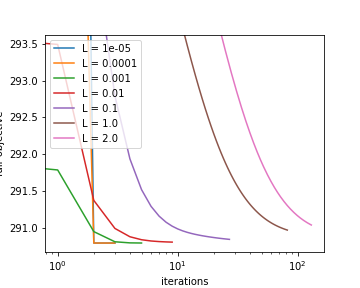 293.5
293.0
292.5
292.0
291.5
291.0
L = 1e-05
L = 0.0001
L = 0.001
L = 0.01
L = 0.1
L = 1.0
L = 2.0
objective
10⁰
10¹
10²
iterations